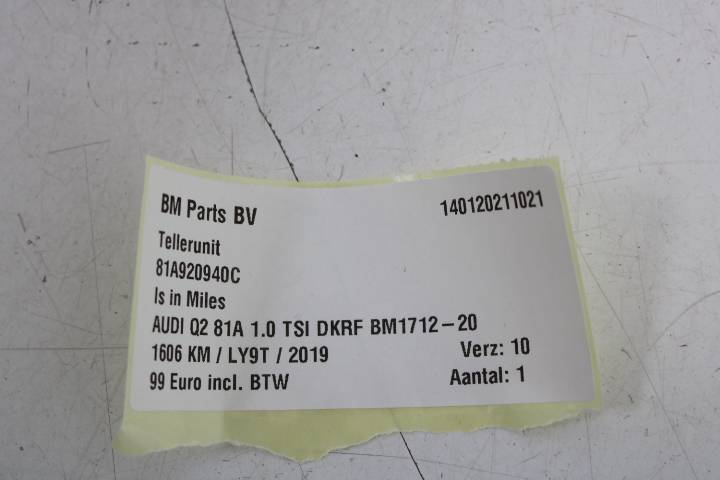 BM Parts BV 140120211021
Tellerunit
81A920940C
Is in Miles
AUDI Q2 81A 1.0 TSI DKRF BM1712-20
1606 KM / LY9T / 2019 Verz: 10
99 Euro incl. BTW Aantal: 1